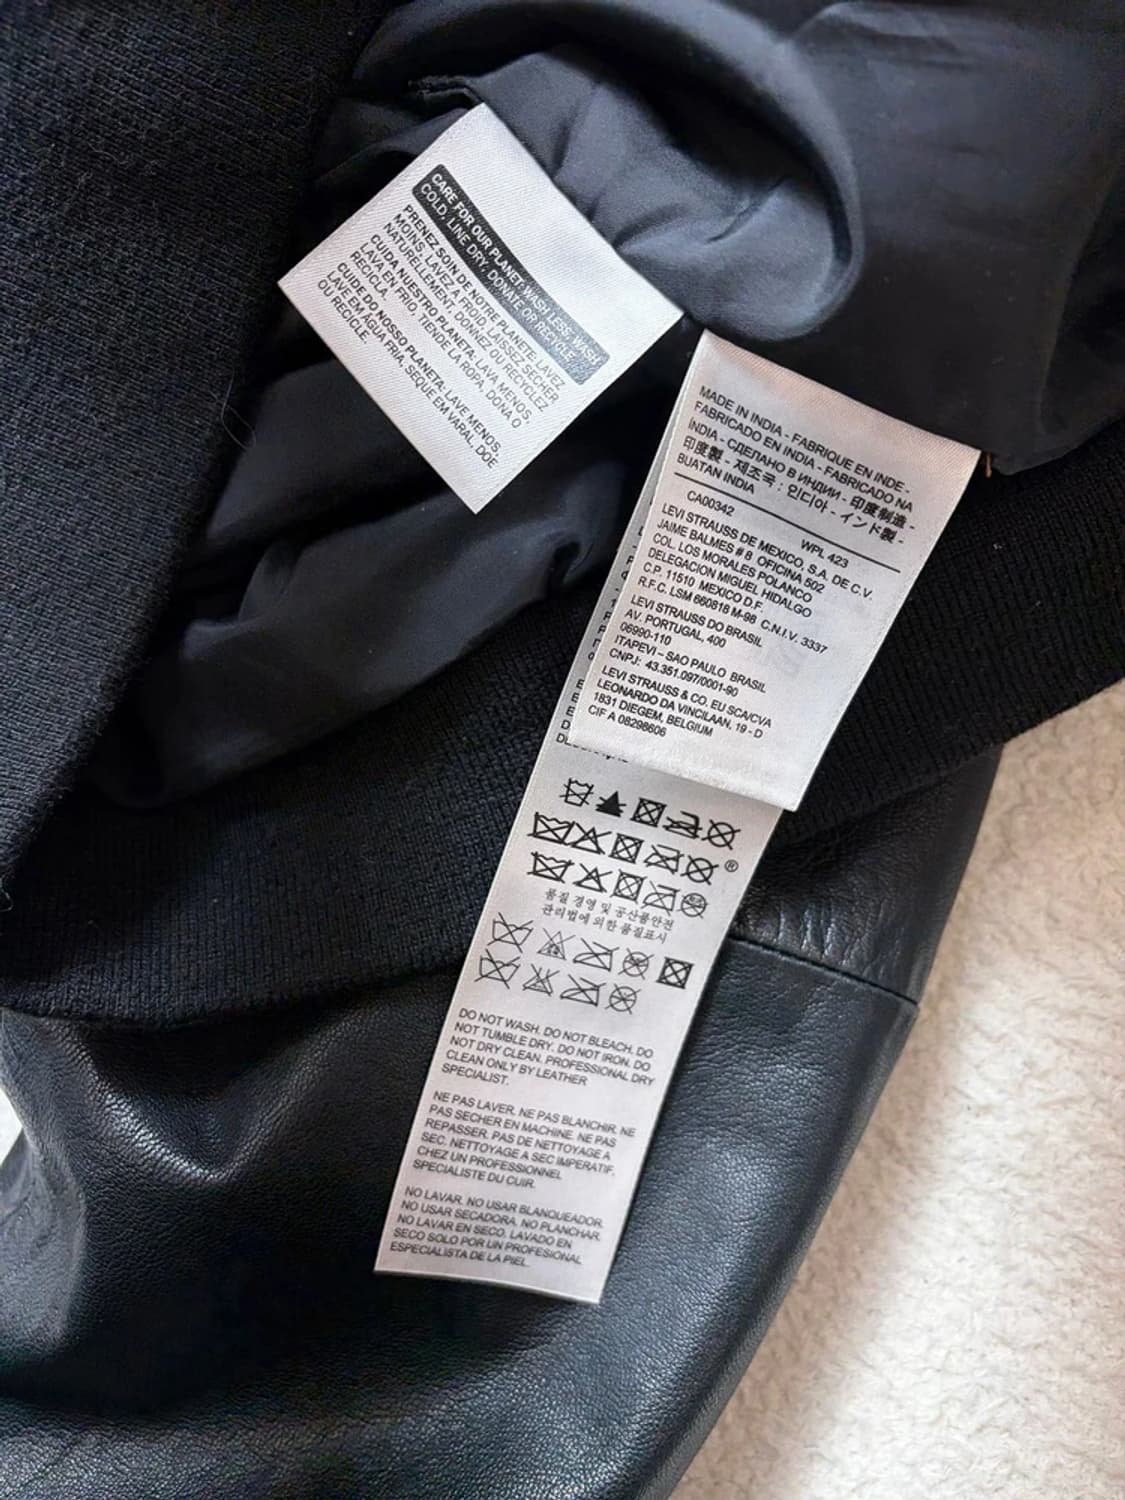 CARE FOR OUR PLANET: WASH LESS, WASH
COLD, LINE DRY, DONATE OR RECYCLE.
PRENEZ SOIN DE NOTRE PLANETE: LAVEZ
MOINS, LAVEZ A FROID, LAISSEZ SECHER
NATURELLEMENT, DONNEZ OU RECYCLEZ
CUIDA NUESTRO PLANETA: LAVA MENOS,
LAVA EN FRIO, TIENDE LA ROPA, DONA O
RECICLA.
CUIDE DO NOSSO PLANETA: LAVE MENOS,
LAVE EM ÁGUA FRIA, SEQUE EM VARAL, DOE
OU RECICLE.
MADE IN INDIA - FABRIQUE EN INDE -
FABRICADO EN INDIA - FABRICADO NA
ÍNDIA - СДЕЛАНО В ИНДИИ - 印度制造 -
印度製 - 제조국 : 인디아 - インド製 -
BUATAN INDIA
CA00342 WPL 423
LEVI STRAUSS DE MEXICO, S.A. DE C.V.
JAIME BALMES # 8 OFICINA 502
COL. LOS MORALES POLANCO
DELEGACION MIGUEL HIDALGO
C.P. 11510 MEXICO D.F.
R.F.C. LSM 860818 M-98 C.N.I.V. 3337
LEVI STRAUSS DO BRASIL
AV. PORTUGAL, 400
06990-110
ITAPEVI – SAO PAULO BRASIL
CNPJ: 43.351.097/0001-90
LEVI STRAUSS & CO. EU SCA/CVA
LEONARDO DA VINCILAAN, 19 - D
1831 DIEGEM, BELGIUM
CIF A 08298606
®
품질 경영 및 공산품안전
관리법에 의한 품질표시
DO NOT WASH. DO NOT BLEACH. DO
NOT TUMBLE DRY. DO NOT IRON. DO
NOT DRY CLEAN. PROFESSIONAL DRY
CLEAN ONLY BY LEATHER
SPECIALIST.
NE PAS LAVER. NE PAS BLANCHIR. NE
PAS SECHER EN MACHINE. NE PAS
REPASSER. PAS DE NETTOYAGE A
SEC. NETTOYAGE A SEC IMPERATIF.
CHEZ UN PROFESSIONNEL
SPECIALISTE DU CUIR.
NO LAVAR. NO USAR BLANQUEADOR.
NO USAR SECADORA. NO PLANCHAR.
NO LAVAR EN SECO. LAVADO EN
SECO SOLO POR UN PROFESIONAL
ESPECIALISTA DE LA PIEL.